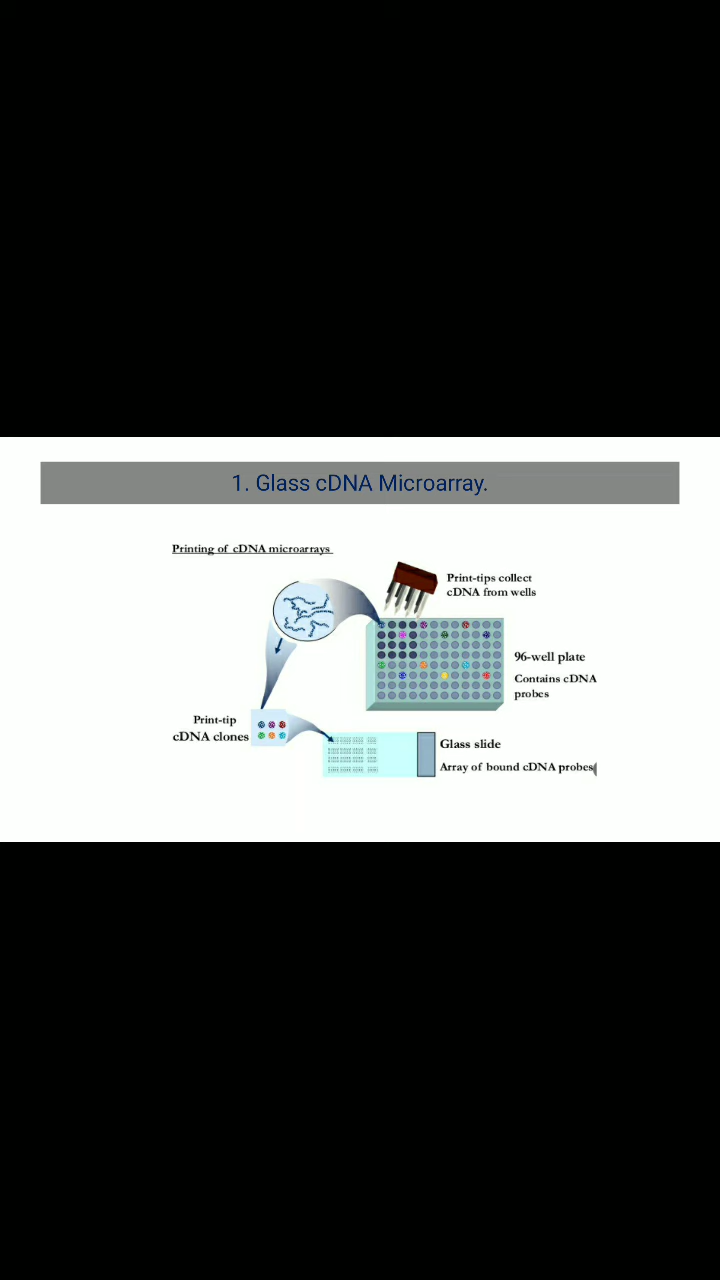 1. Glass cDNA Microarray.
Printing of cDNA microarrays
Print-tips collect
cDNA from wells
96-well plate
Contains cDNA
probes
Print-tip
cDNA clones
Glass slide
Array of bound cDNA probes